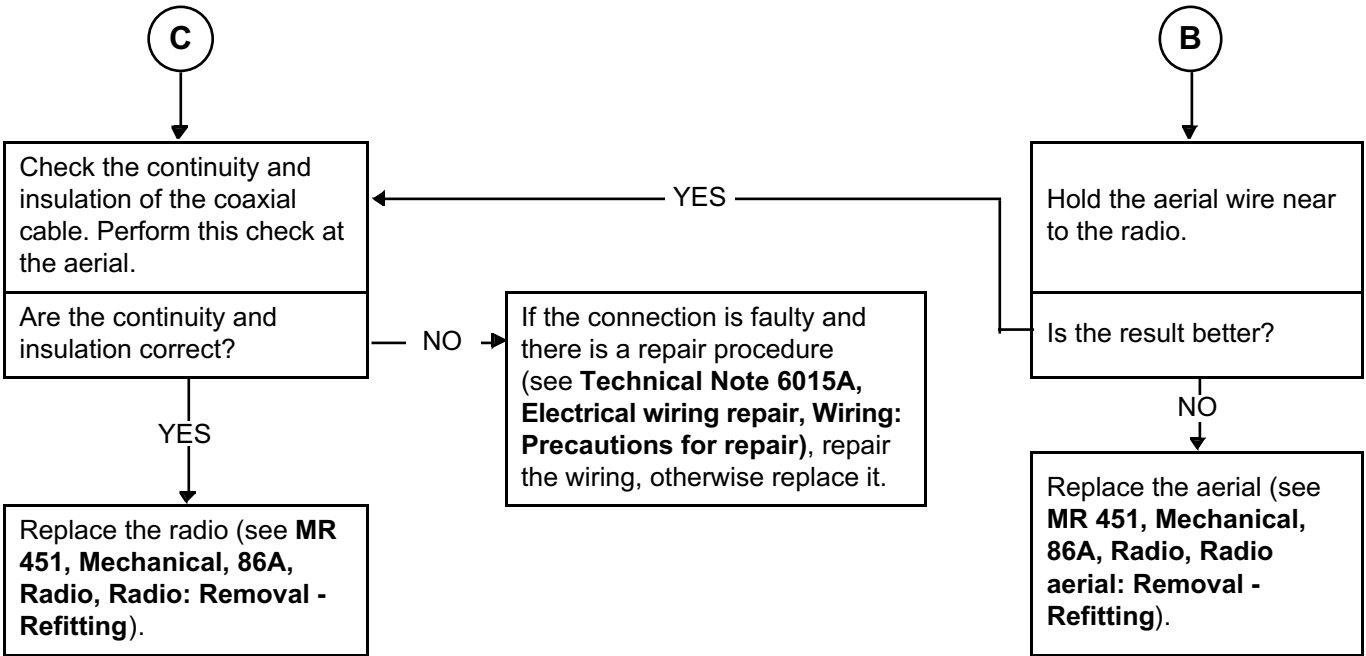 C
Check the continuity and
insulation of the coaxial
cable. Perform this check at
the aerial.
Are the continuity and
insulation correct?
YES
Replace the radio (see MR
451, Mechanical, 86A,
Radio, Radio: Removal -
Refitting).
NO
If the connection is faulty and
there is a repair procedure
(see Technical Note 6015A,
Electrical wiring repair, Wiring:
Precautions for repair), repair
the wiring, otherwise replace it.
YES
B
Hold the aerial wire near
to the radio.
Is the result better?
NO
Replace the aerial (see
MR 451, Mechanical,
86A, Radio, Radio
aerial: Removal -
Refitting).